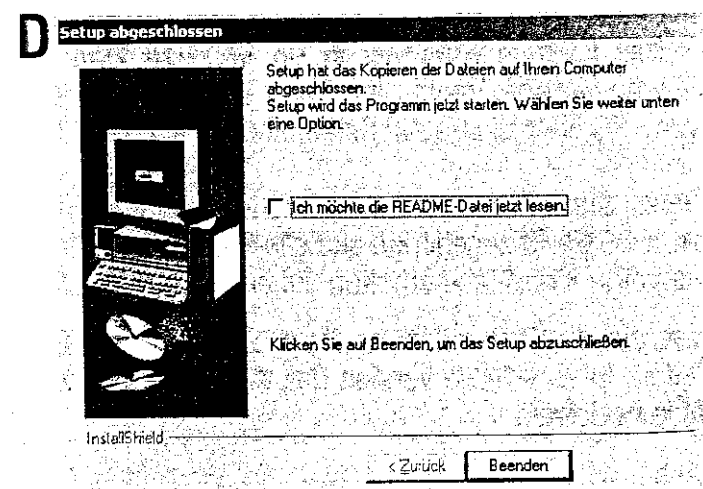 D
Setup abgeschlossen
Setup hat das Kopieren der Dateien auf Ihren Computer
abgeschlossen.
Setup wird das Programm jetzt starten. Wählen Sie weiter unten
eine Option.
Ich möchte die README-Datei jetzt lesen.
Klicken Sie auf Beenden, um das Setup abzuschließen.
InstallShield
< Zurück Beenden